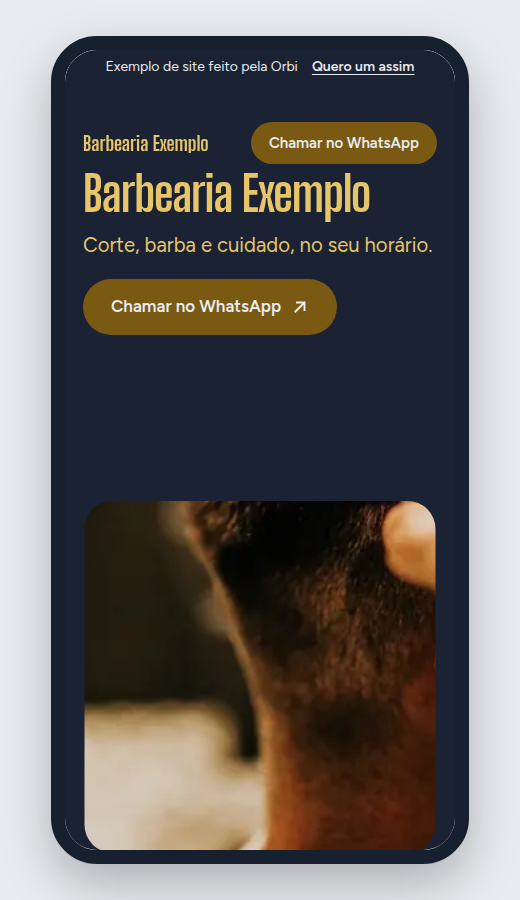 Exemplo de site feito pela Orbi Quero um assim
Barbearia Exemplo Chamar no WhatsApp
Barbearia Exemplo
Corte, barba e cuidado, no seu horário.
Chamar no WhatsApp